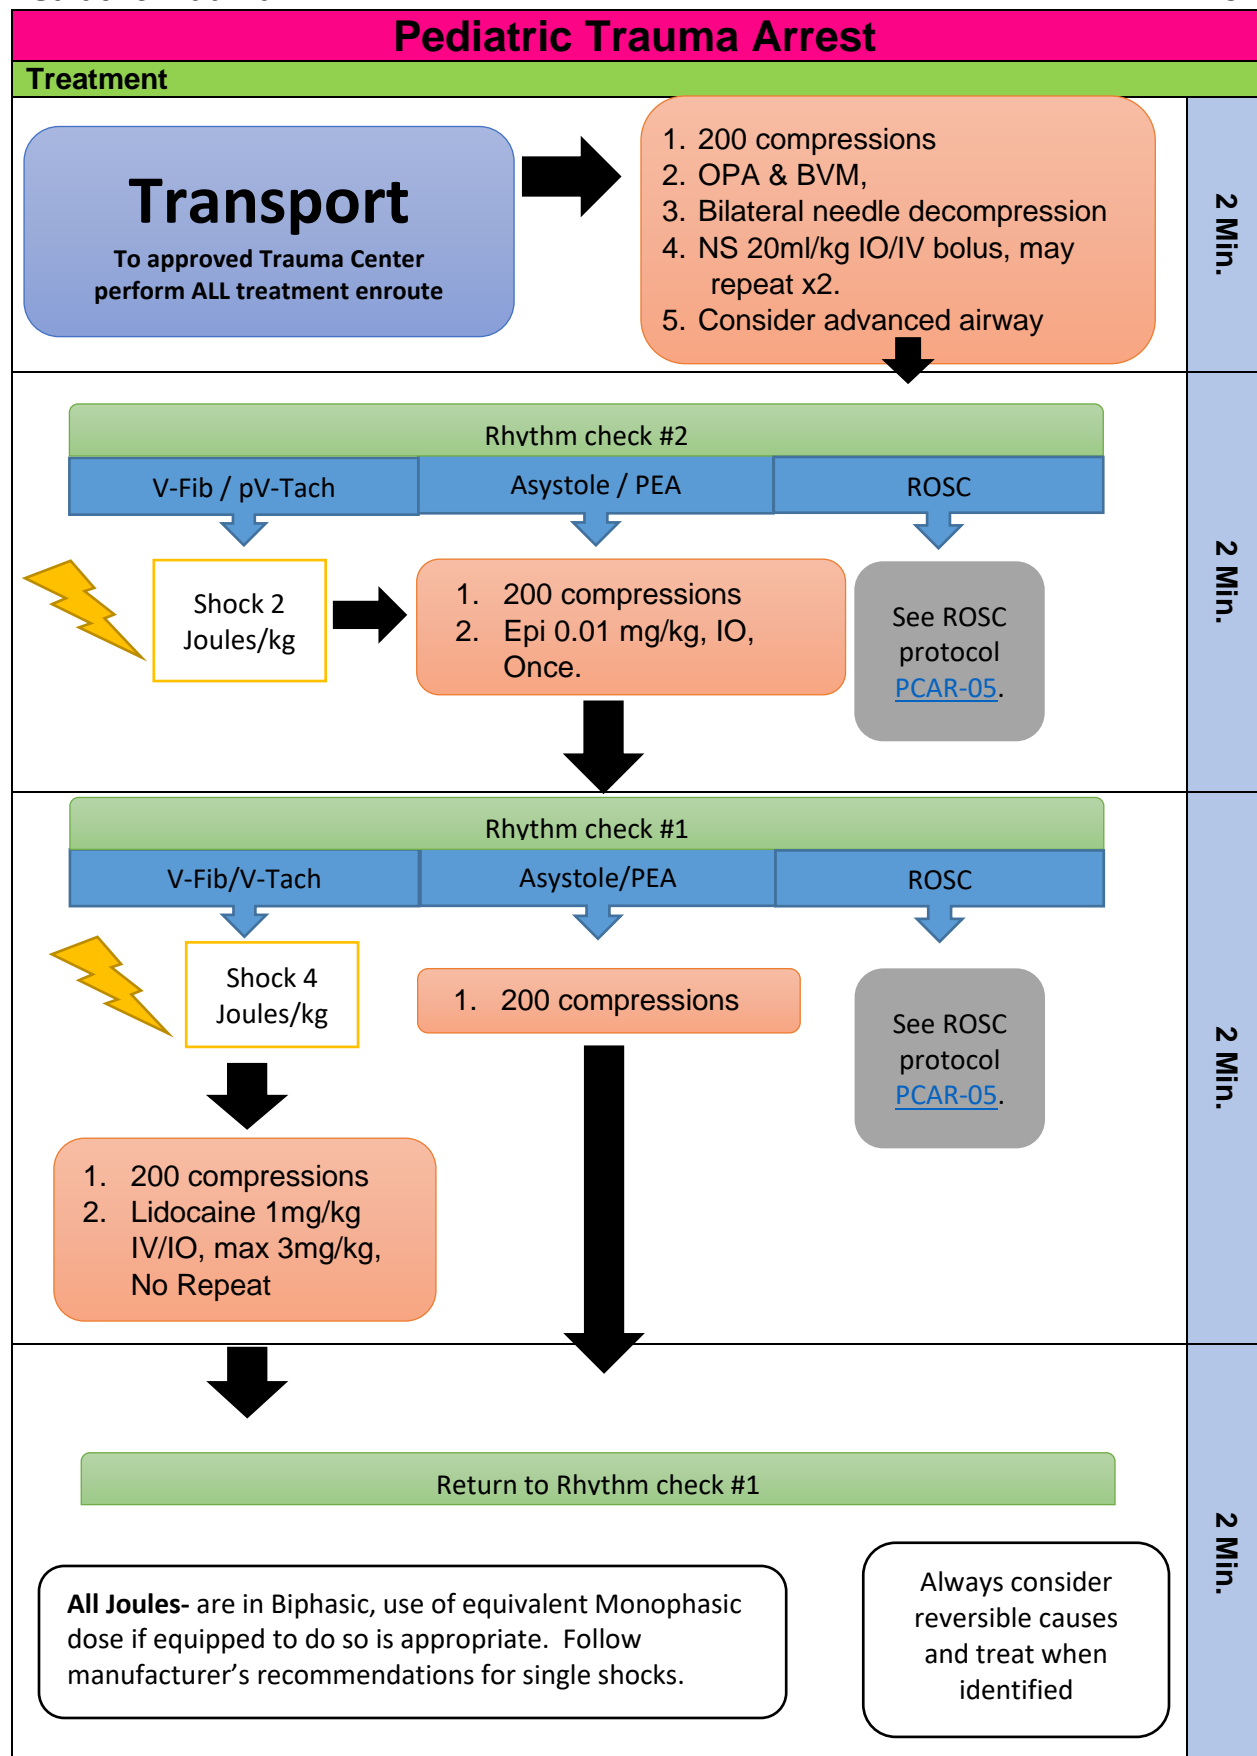 Pediatric Trauma Arrest
Treatment
Transport
To approved Trauma Center
perform ALL treatment enroute
1. 200 compressions
2. OPA & BVM,
3. Bilateral needle decompression
4. NS 20ml/kg IO/IV bolus, may
repeat x2.
5. Consider advanced airway
2 Min.
Rhythm check #2
V-Fib / pV-Tach
Asystole / PEA
ROSC
Shock 2
Joules/kg
1. 200 compressions
2. Epi 0.01 mg/kg, IO,
Once.
See ROSC
protocol
PCAR-05.
2 Min.
Rhythm check #1
V-Fib/V-Tach
Asystole/PEA
ROSC
Shock 4
Joules/kg
1. 200 compressions
See ROSC
protocol
PCAR-05.
1. 200 compressions
2. Lidocaine 1mg/kg
IV/IO, max 3mg/kg,
No Repeat
2 Min.
Return to Rhythm check #1
All Joules- are in Biphasic, use of equivalent Monophasic
dose if equipped to do so is appropriate.  Follow
manufacturer’s recommendations for single shocks.
Always consider
reversible causes
and treat when
identified
2 Min.